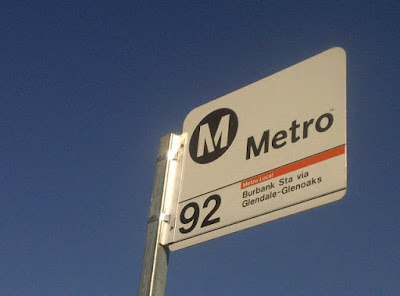 M Metro
Metro Local
92 Burbank Sta via
Glendale-Glenoaks